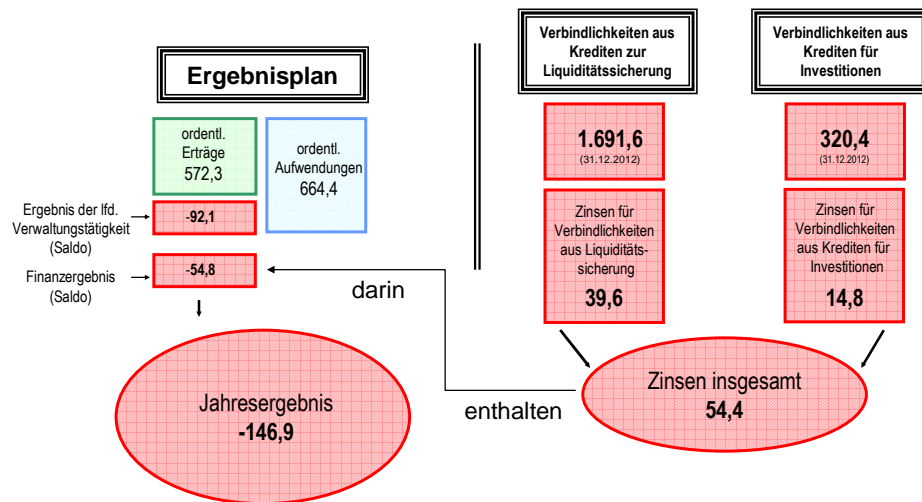 Ergebnisplan
ordentl.
Erträge
572,3
ordentl.
Aufwendungen
664,4
Ergebnis der lfd.
Verwaltungstätigkeit
(Saldo)
-92,1
Finanzergebnis
(Saldo)
-54,8
Jahresergebnis
-146,9
darin
enthalten
Verbindlichkeiten aus
Krediten zur
Liquiditätssicherung
1.691,6
(31.12.2012)
Zinsen für
Verbindlichkeiten
aus Liquiditäts-
sicherung
39,6
Verbindlichkeiten aus
Krediten für
Investitionen
320,4
(31.12.2012)
Zinsen für
Verbindlichkeiten
aus Krediten für
Investitionen
14,8
Zinsen insgesamt
54,4